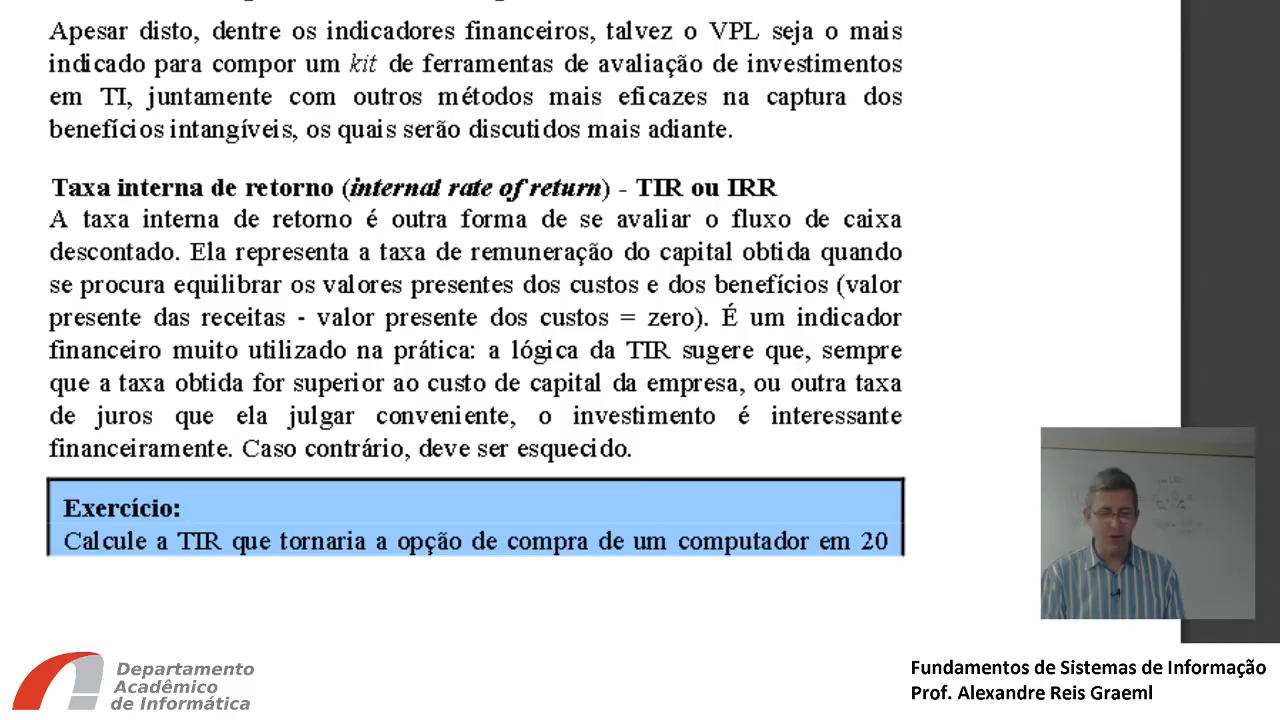 Apesar disto, dentre os indicadores financeiros, talvez o VPL seja o mais
indicado para compor um kit de ferramentas de avaliação de investimentos
em TI, juntamente com outros métodos mais eficazes na captura dos
benefícios intangíveis, os quais serão discutidos mais adiante.
Taxa interna de retorno (internal rate of return) - TIR ou IRR
A taxa interna de retorno é outra forma de se avaliar o fluxo de caixa
descontado. Ela representa a taxa de remuneração do capital obtida quando
se procura equilibrar os valores presentes dos custos e dos benefícios (valor
presente das receitas - valor presente dos custos = zero). É um indicador
financeiro muito utilizado na prática: a lógica da TIR sugere que, sempre
que a taxa obtida for superior ao custo de capital da empresa, ou outra taxa
de juros que ela julgar conveniente, o investimento é interessante
financeiramente. Caso contrário, deve ser esquecido.
Exercício:
Calcule a TIR que tornaria a opção de compra de um computador em 20
Departamento
Acadêmico
de Informática
Fundamentos de Sistemas de Informação
Prof. Alexandre Reis Graeml